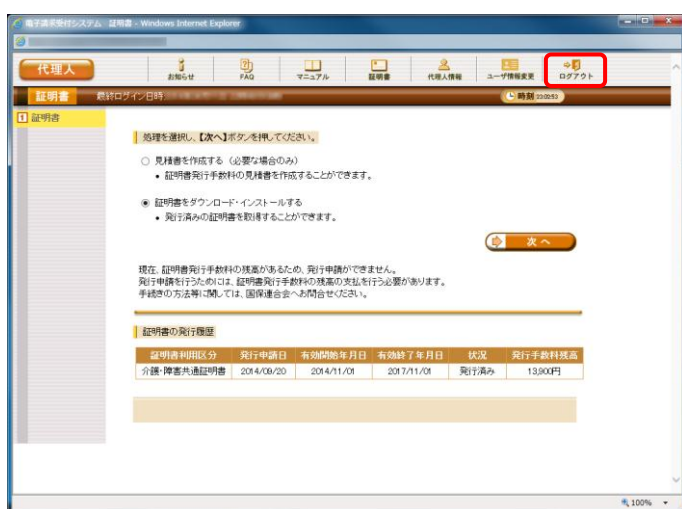 電子請求受付システム 証明書 - Windows Internet Explorer
代理人
お知らせ
FAQ
マニュアル
証明書
代理人情報
ユーザ情報変更
ログアウト
証明書
最終ログイン日時:
時刻
1 証明書
処理を選択し、【次へ】ボタンを押してください。
見積書を作成する (必要な場合のみ)
• 証明書発行手数料の見積書を作成することができます。
証明書をダウンロード・インストールする
• 発行済みの証明書を取得することができます。
次へ
現在、証明書発行手数料の残高があるため、発行申請ができません。
発行申請を行うためには、証明書発行手数料の残高の支払を行う必要があります。
手続きの方法等に関しては、国保連合会へお問合せください。
証明書の発行履歴
証明書利用区分 発行申請日 有効開始年月日 有効終了年月日 状況 発行手数料残高
介護・障害共通証明書 2014/09/20 2014/11/01 2017/11/01 発行済み 13,900円
100%